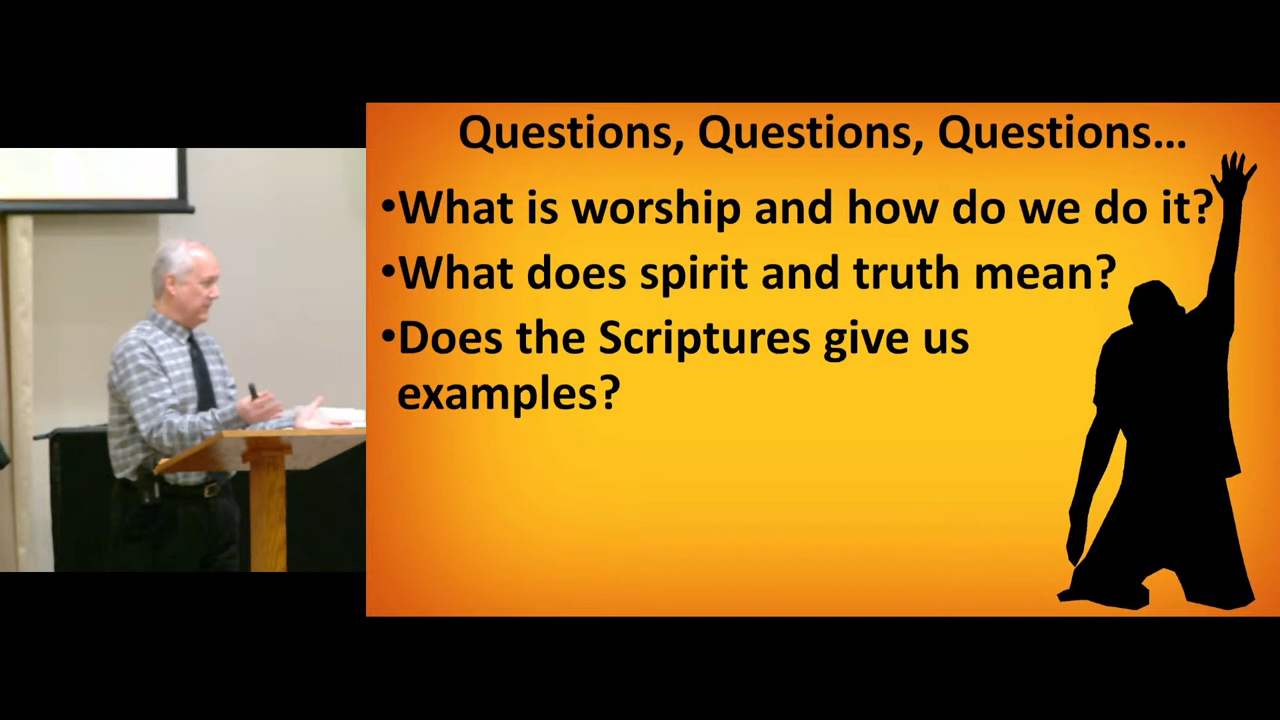 Questions, Questions, Questions...
•What is worship and how do we do it?
•What does spirit and truth mean?
•Does the Scriptures give us
examples?